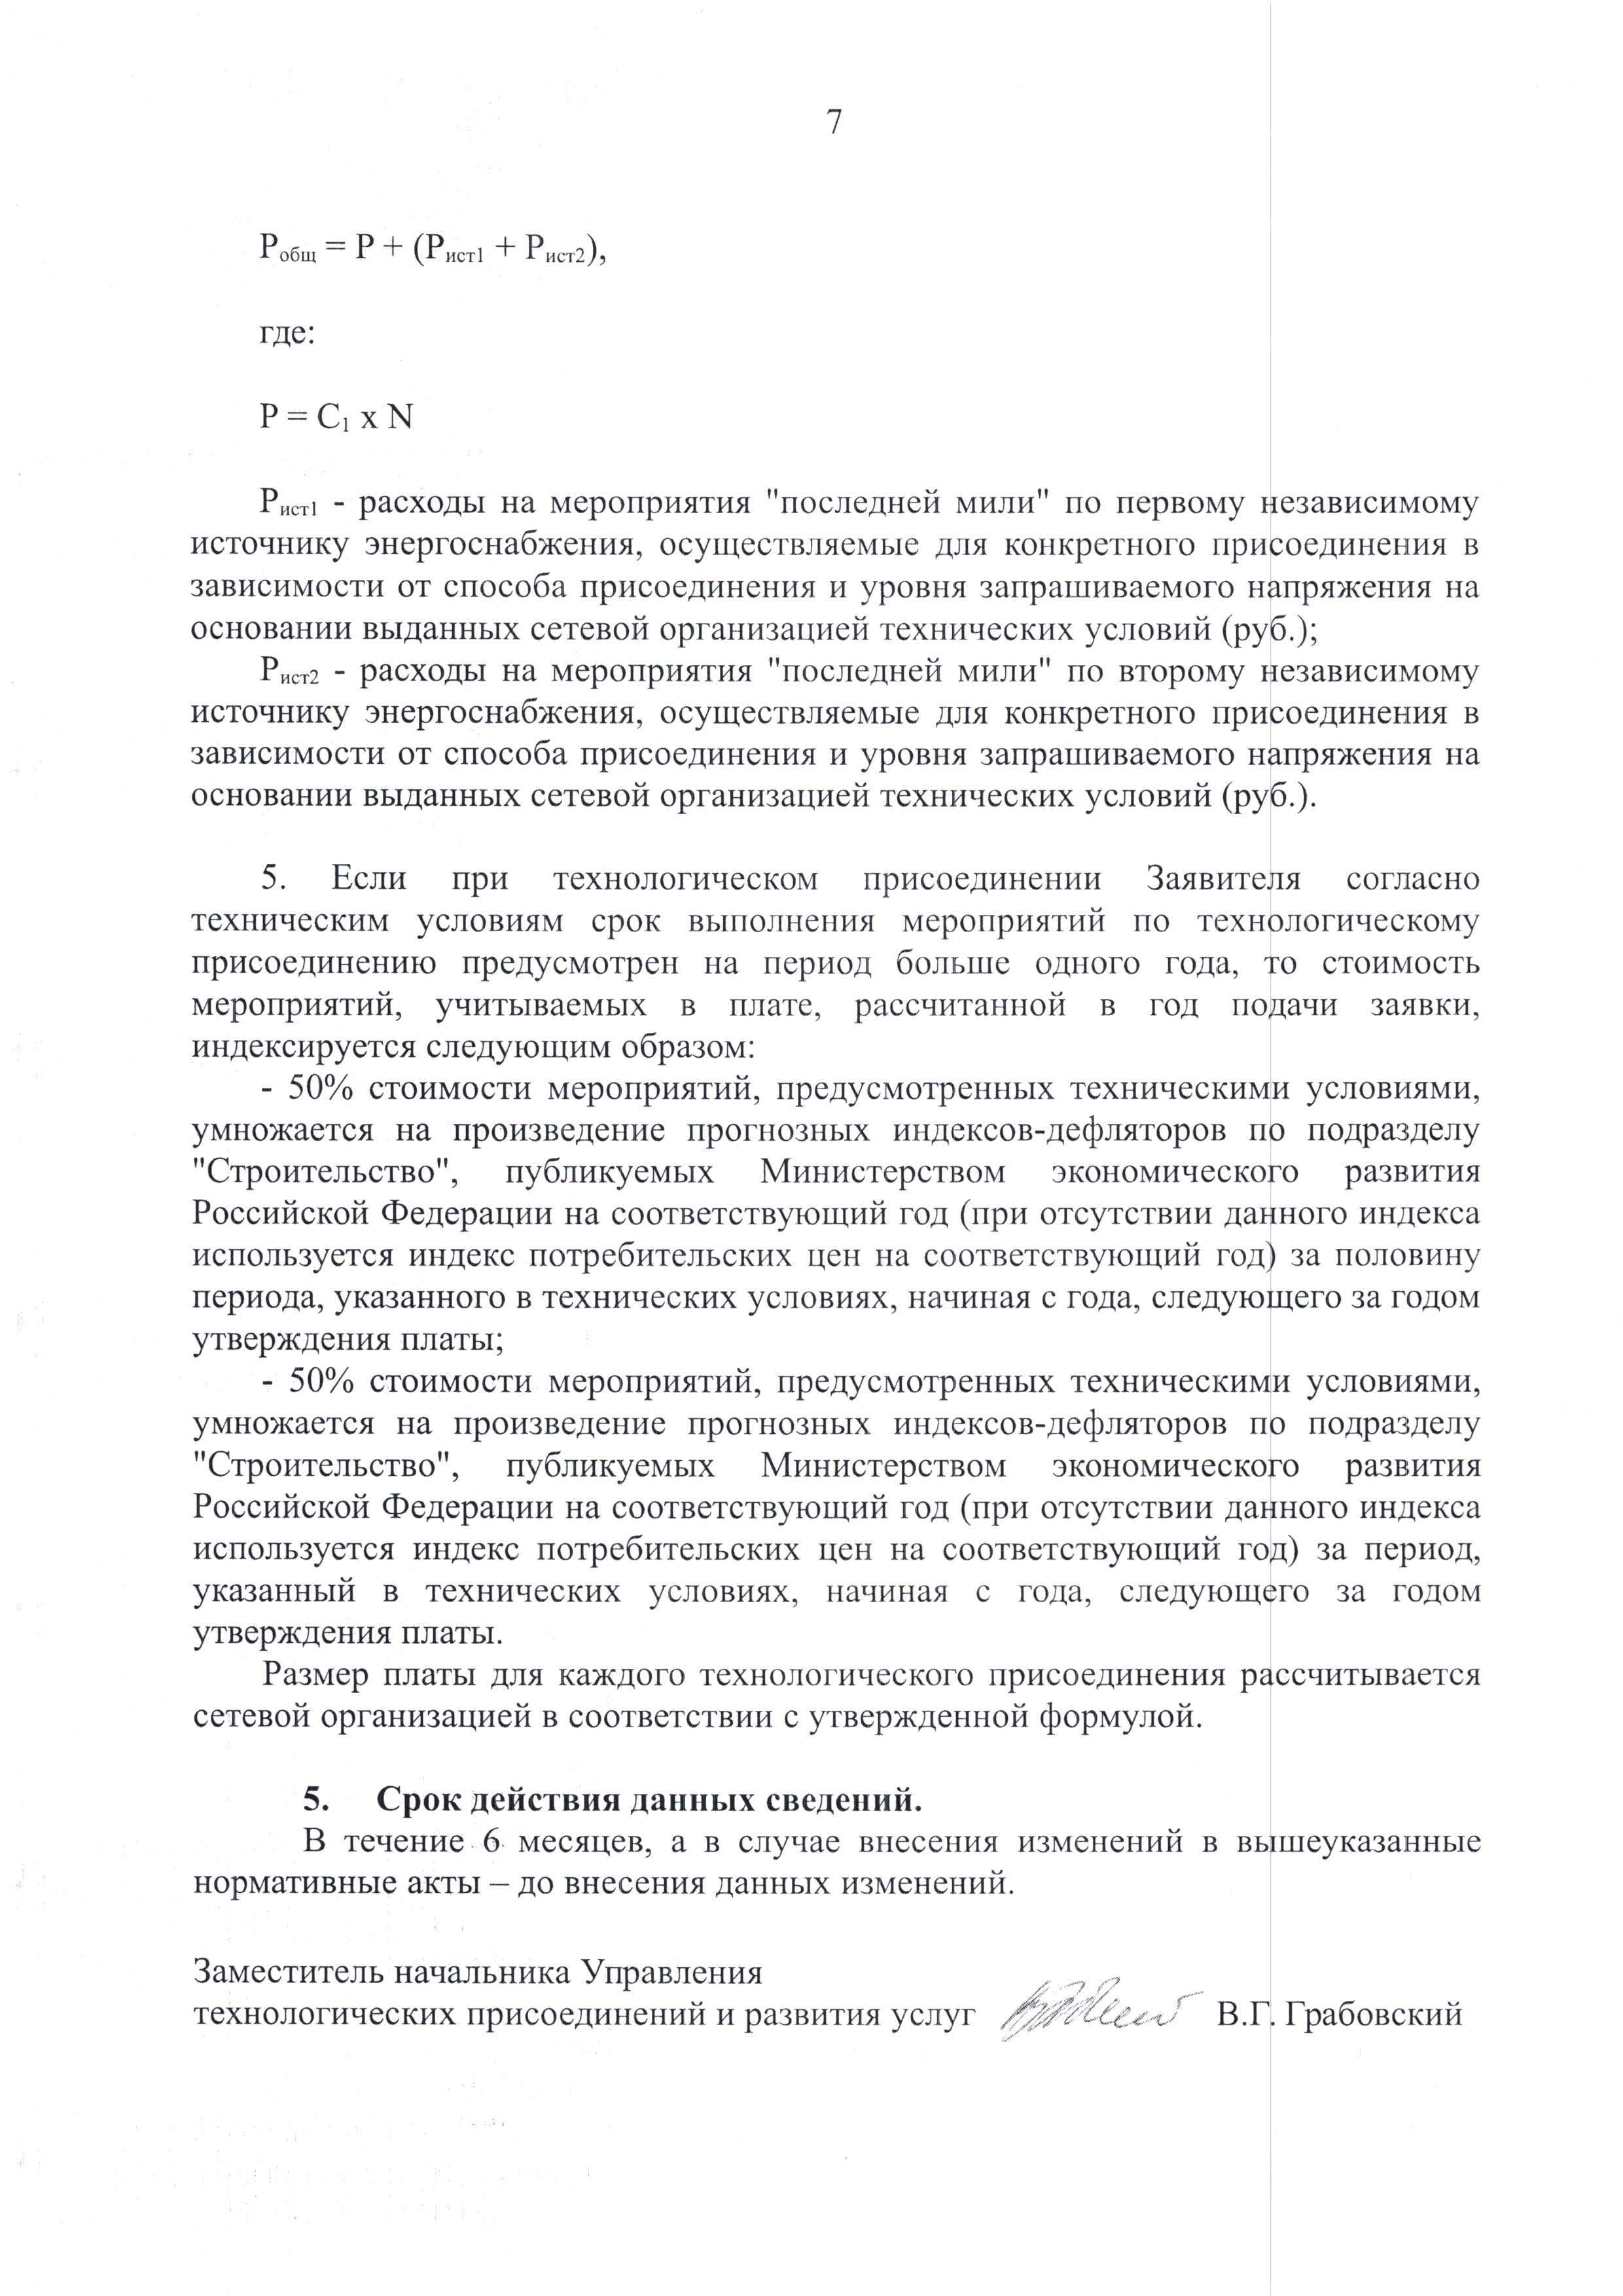 7
Pобщ = P + (Pист1 + Pист2),
где:
P = C1 x N
Pист1 - расходы на мероприятия "последней мили" по первому независимому
источнику энергоснабжения, осуществляемые для конкретного присоединения в
зависимости от способа присоединения и уровня запрашиваемого напряжения на
основании выданных сетевой организацией технических условий (руб.);
Pист2 - расходы на мероприятия "последней мили" по второму независимому
источнику энергоснабжения, осуществляемые для конкретного присоединения в
зависимости от способа присоединения и уровня запрашиваемого напряжения на
основании выданных сетевой организацией технических условий (руб.).
5. Если при технологическом присоединении Заявителя согласно
техническим условиям срок выполнения мероприятий по технологическому
присоединению предусмотрен на период больше одного года, то стоимость
мероприятий, учитываемых в плате, рассчитанной в год подачи заявки,
индексируется следующим образом:
- 50% стоимости мероприятий, предусмотренных техническими условиями,
умножается на произведение прогнозных индексов-дефляторов по подразделу
"Строительство", публикуемых Министерством экономического развития
Российской Федерации на соответствующий год (при отсутствии данного индекса
используется индекс потребительских цен на соответствующий год) за половину
периода, указанного в технических условиях, начиная с года, следующего за годом
утверждения платы;
- 50% стоимости мероприятий, предусмотренных техническими условиями,
умножается на произведение прогнозных индексов-дефляторов по подразделу
"Строительство", публикуемых Министерством экономического развития
Российской Федерации на соответствующий год (при отсутствии данного индекса
используется индекс потребительских цен на соответствующий год) за период,
указанный в технических условиях, начиная с года, следующего за годом
утверждения платы.
Размер платы для каждого технологического присоединения рассчитывается
сетевой организацией в соответствии с утвержденной формулой.
5. Срок действия данных сведений.
В течение 6 месяцев, а в случае внесения изменений в вышеуказанные
нормативные акты – до внесения данных изменений.
Заместитель начальника Управления
технологических присоединений и развития услуг В.Г. Грабовский